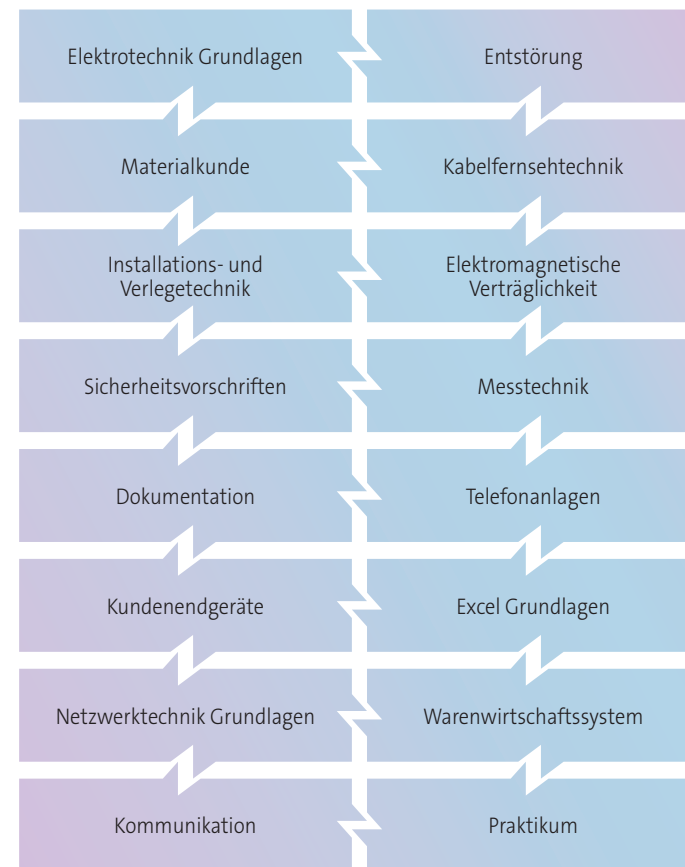 Elektrotechnik Grundlagen
Entstörung
Materialkunde
Kabelfernsehtechnik
Installations- und
Verlegetechnik
Elektromagnetische
Verträglichkeit
Sicherheitsvorschriften
Messtechnik
Dokumentation
Telefonanlagen
Kundenendgeräte
Excel Grundlagen
Netzwerktechnik Grundlagen
Warenwirtschaftssystem
Kommunikation
Praktikum